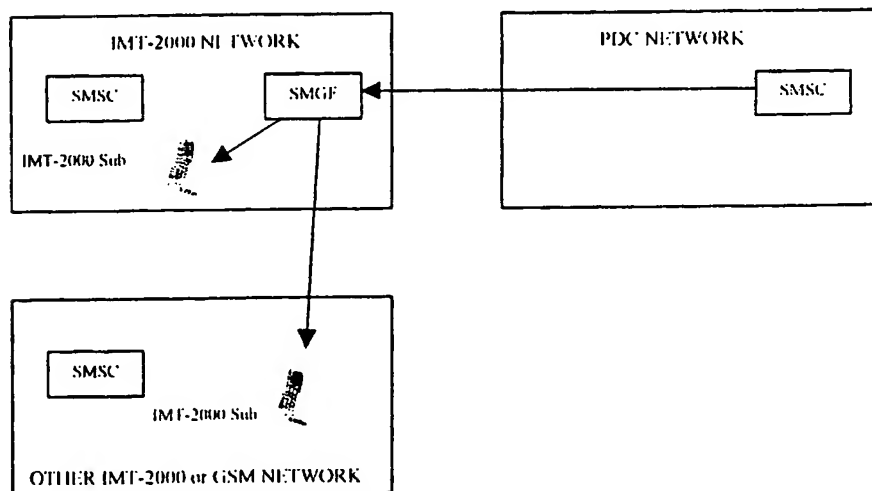 IMT-2000 NETWORK
SMSC
SMGF
IMT-2000 Sub
PDC NETWORK
SMSC
SMSC
IMT-2000 Sub
OTHER IMT-2000 or GSM NETWORK